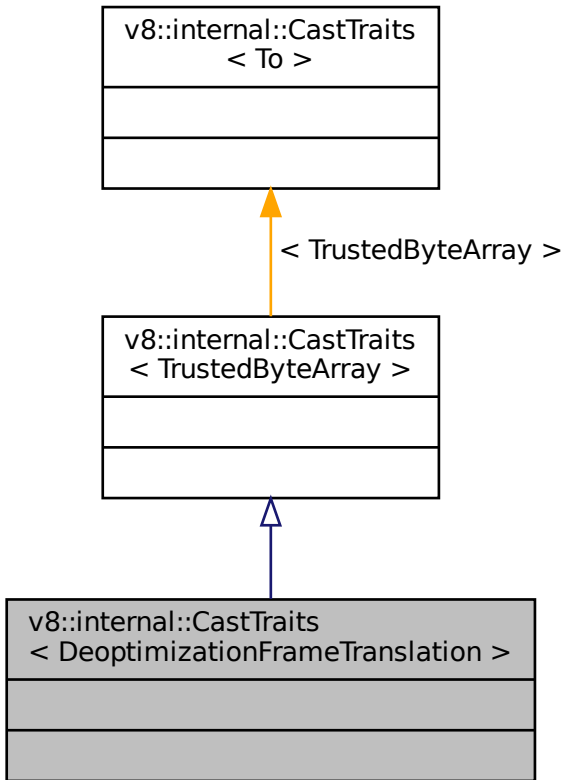 v8::internal::CastTraits
< To >
< TrustedByteArray >
v8::internal::CastTraits
< TrustedByteArray >
v8::internal::CastTraits
< DeoptimizationFrameTranslation >